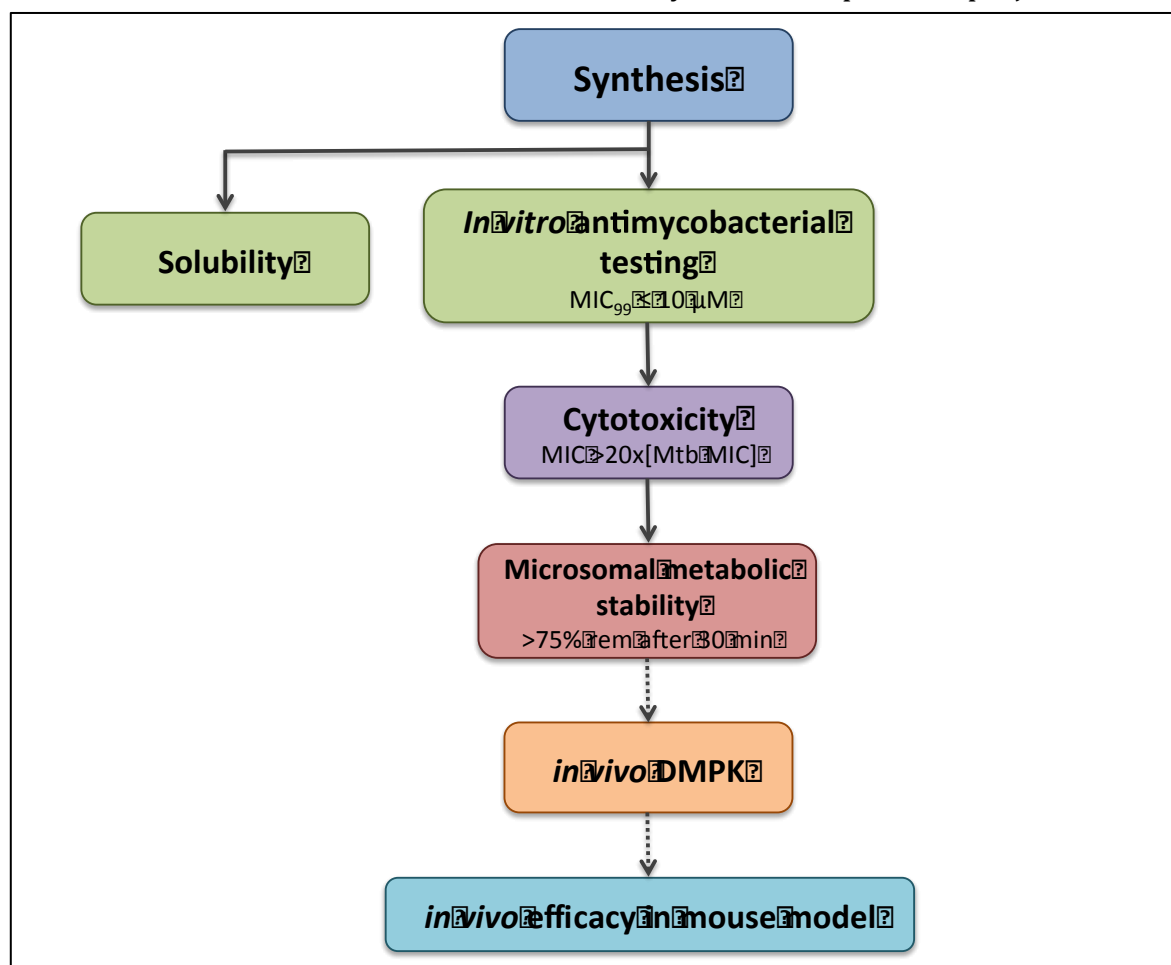 Synthesis
Solubility
In vitro antimycobacterial
testing
MIC₉₉ ≤ 10 µM
Cytotoxicity
MIC >20x[Mtb MIC]
Microsomal metabolic
stability
>75% rem after 30 min
in vivo DMPK
in vivo efficacy in mouse model